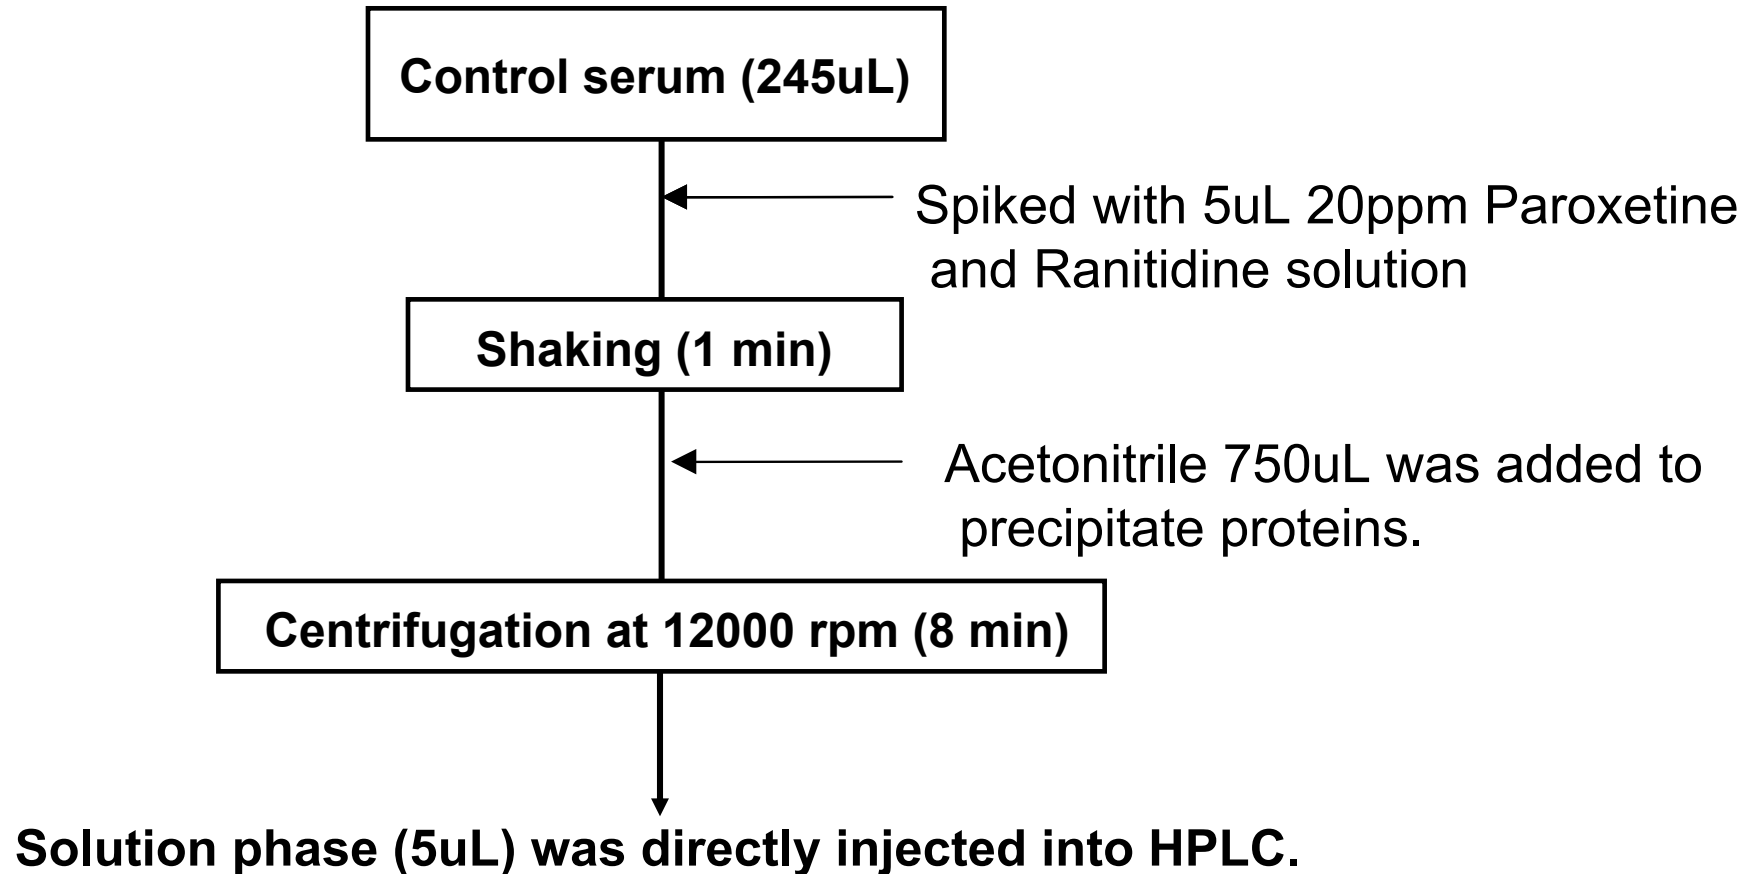 Control serum (245uL)
Spiked with 5uL 20ppm Paroxetine
and Ranitidine solution
Shaking (1 min)
Acetonitrile 750uL was added to
precipitate proteins.
Centrifugation at 12000 rpm (8 min)
Solution phase (5uL) was directly injected into HPLC.